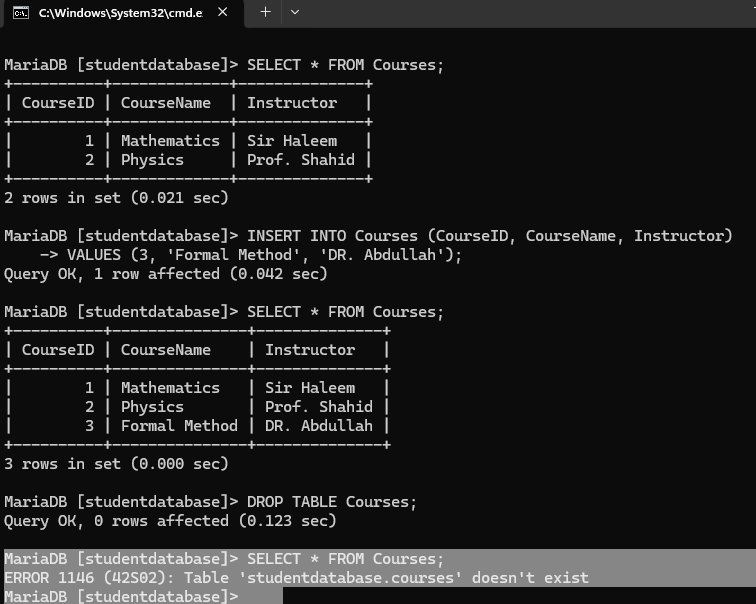 C:\Windows\System32\cmd.e
MariaDB [studentdatabase]> SELECT * FROM Courses;
+----------+-------------+--------------+
| CourseID | CourseName  | Instructor   |
+----------+-------------+--------------+
|        1 | Mathematics | Sir Haleem   |
|        2 | Physics     | Prof. Shahid |
+----------+-------------+--------------+
2 rows in set (0.021 sec)
MariaDB [studentdatabase]> INSERT INTO Courses (CourseID, CourseName, Instructor)
    -> VALUES (3, 'Formal Method', 'DR. Abdullah');
Query OK, 1 row affected (0.042 sec)
MariaDB [studentdatabase]> SELECT * FROM Courses;
+----------+---------------+--------------+
| CourseID | CourseName    | Instructor   |
+----------+---------------+--------------+
|        1 | Mathematics   | Sir Haleem   |
|        2 | Physics       | Prof. Shahid |
|        3 | Formal Method | DR. Abdullah |
+----------+---------------+--------------+
3 rows in set (0.000 sec)
MariaDB [studentdatabase]> DROP TABLE Courses;
Query OK, 0 rows affected (0.123 sec)
MariaDB [studentdatabase]> SELECT * FROM Courses;
ERROR 1146 (42S02): Table 'studentdatabase.courses' doesn't exist
MariaDB [studentdatabase]>